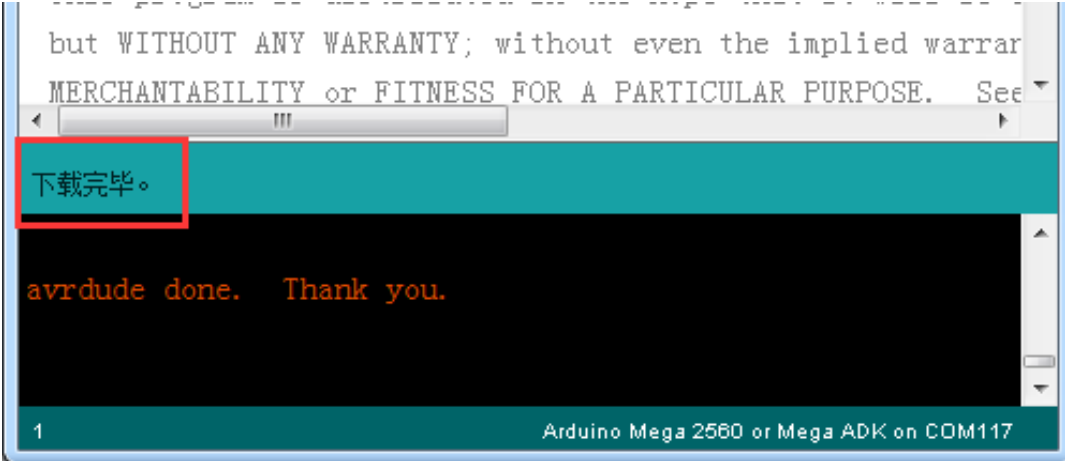 but WITHOUT ANY WARRANTY; without even the implied warran
MERCHANTABILITY or FITNESS FOR A PARTICULAR PURPOSE.  See
下载完毕。
avrdude done.  Thank you.
1
Arduino Mega 2560 or Mega ADK on COM117